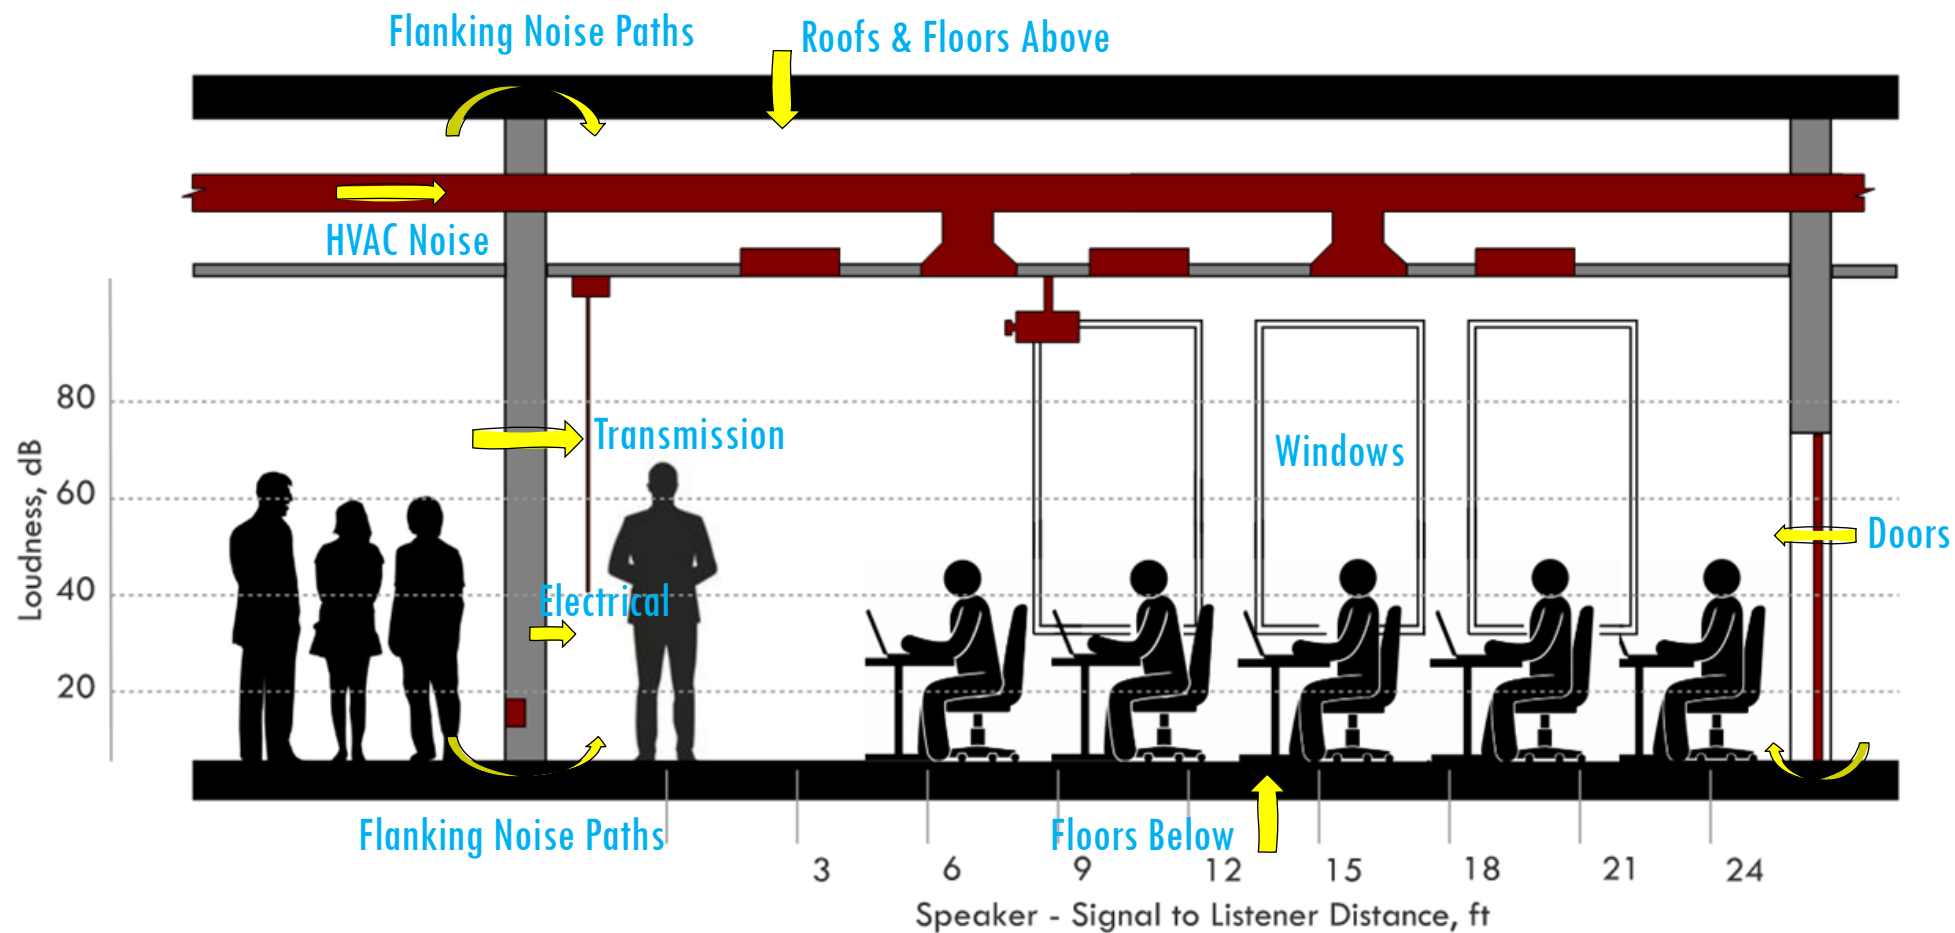 Flanking Noise Paths
Roofs & Floors Above
HVAC Noise
80
Transmission
Windows
60
Doors
Loudness, dB
40
Electrical
20
Flanking Noise Paths
Floors Below
3 6 9 12 15 18 21 24
Speaker - Signal to Listener Distance, ft